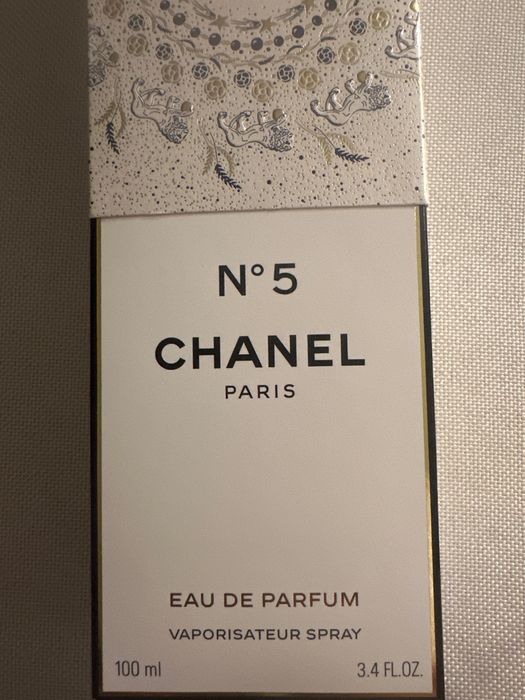 N°5
CHANEL
PARIS
EAU DE PARFUM
VAPORISATEUR SPRAY
100 ml 3.4 FL.OZ.